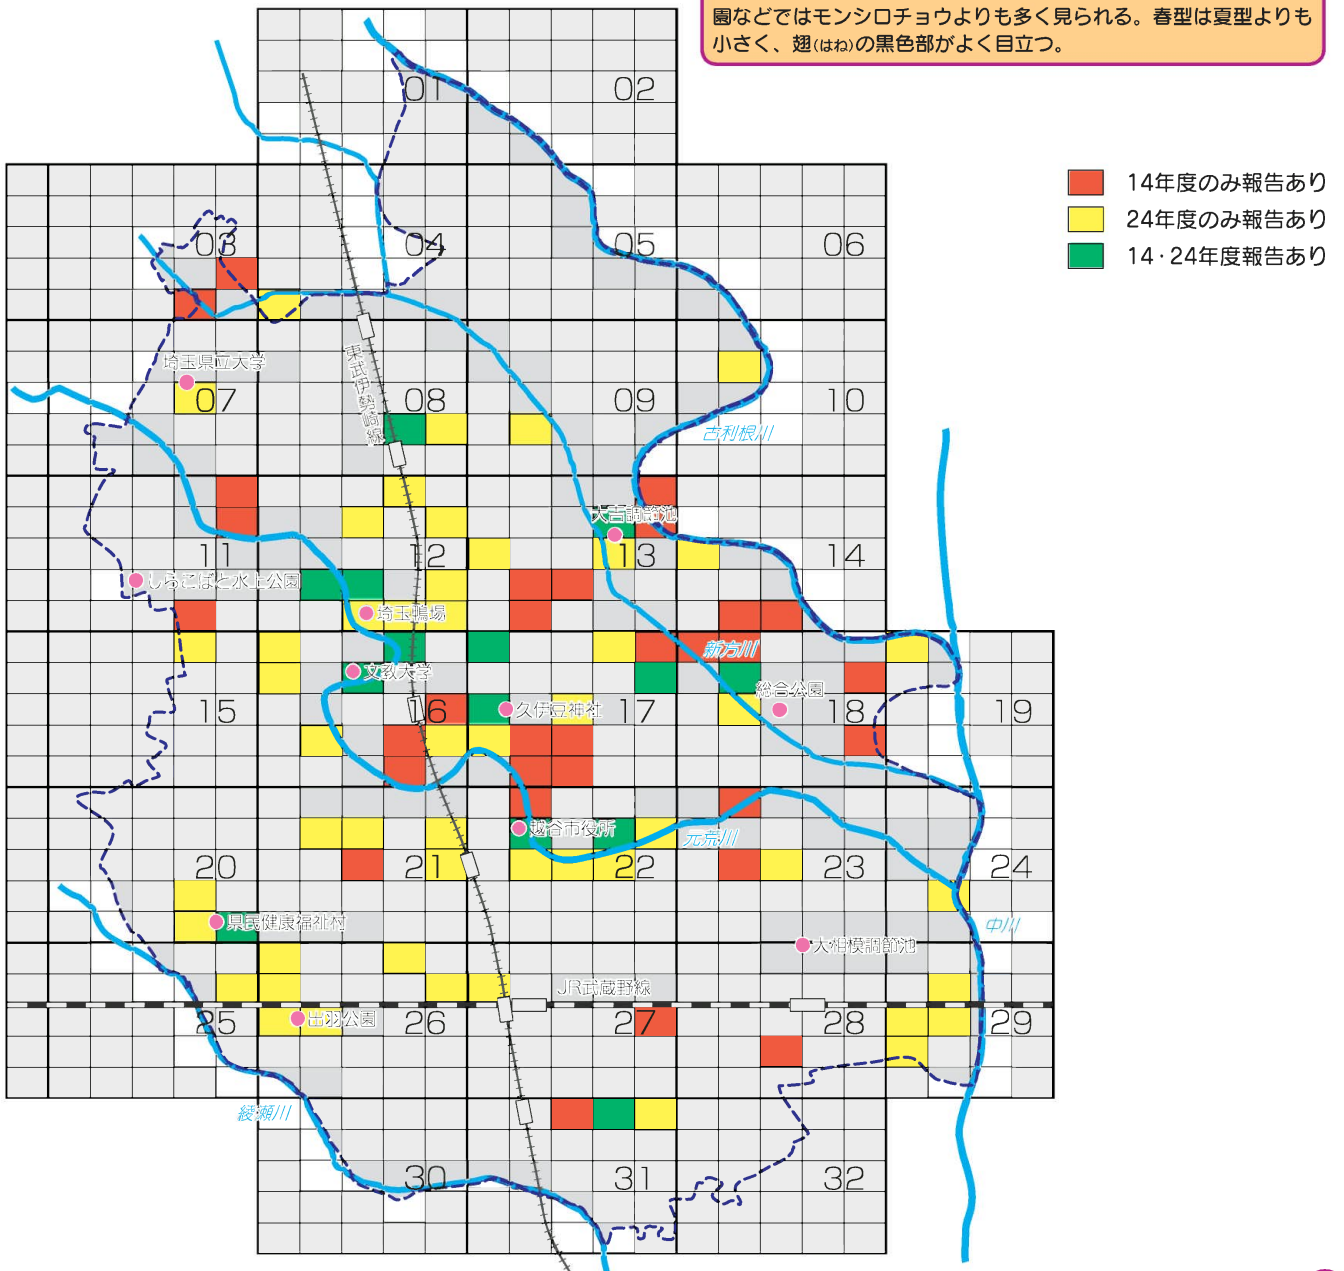 園などではモンシロチョウよりも多く見られる。春型は夏型よりも
小さく、翅(はね)の黒色部がよく目立つ。
01
02
14年度のみ報告あり
24年度のみ報告あり
14・24年度報告あり
03
04
05
06
埼玉県立大学
東武伊勢崎線
07
08
09
10
古利根川
大吉調節池
11
12
13
14
しらこばと水上公園
埼玉鴨場
新方川
文教大学
総合公園
15
16
久伊豆神社
17
18
19
越谷市役所
元荒川
20
21
22
23
24
県民健康福祉村
中川
大相模調節池
JR武蔵野線
25
出羽公園
26
27
28
29
綾瀬川
30
31
32